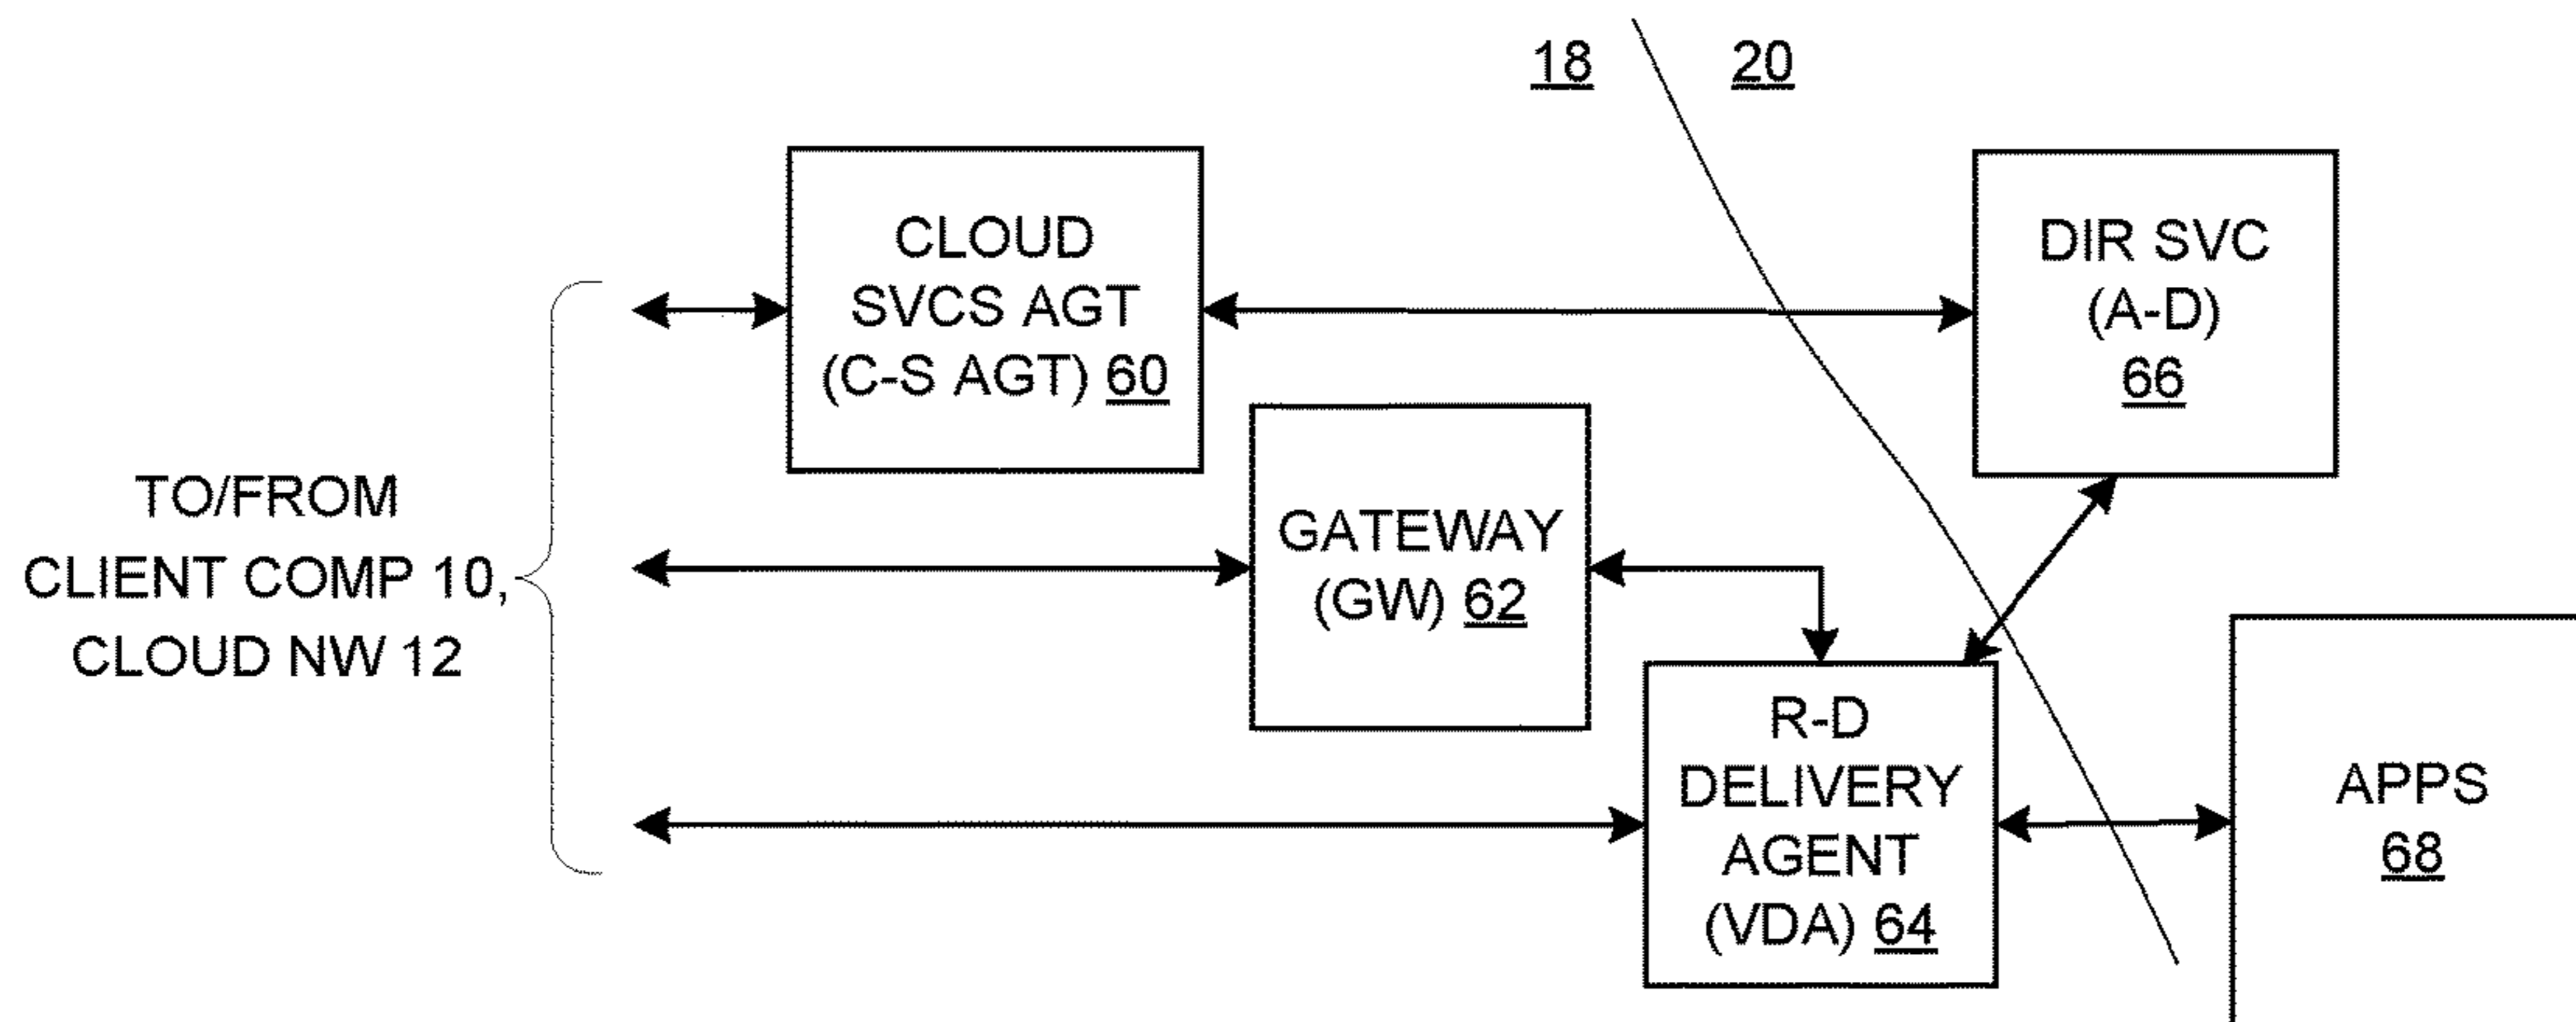 18
20
CLOUD
SVCS AGT
(C-S AGT) 60
DIR SVC
(A-D)
66
TO/FROM
CLIENT COMP 10,
CLOUD NW 12
GATEWAY
(GW) 62
R-D
DELIVERY
AGENT
(VDA) 64
APPS
68